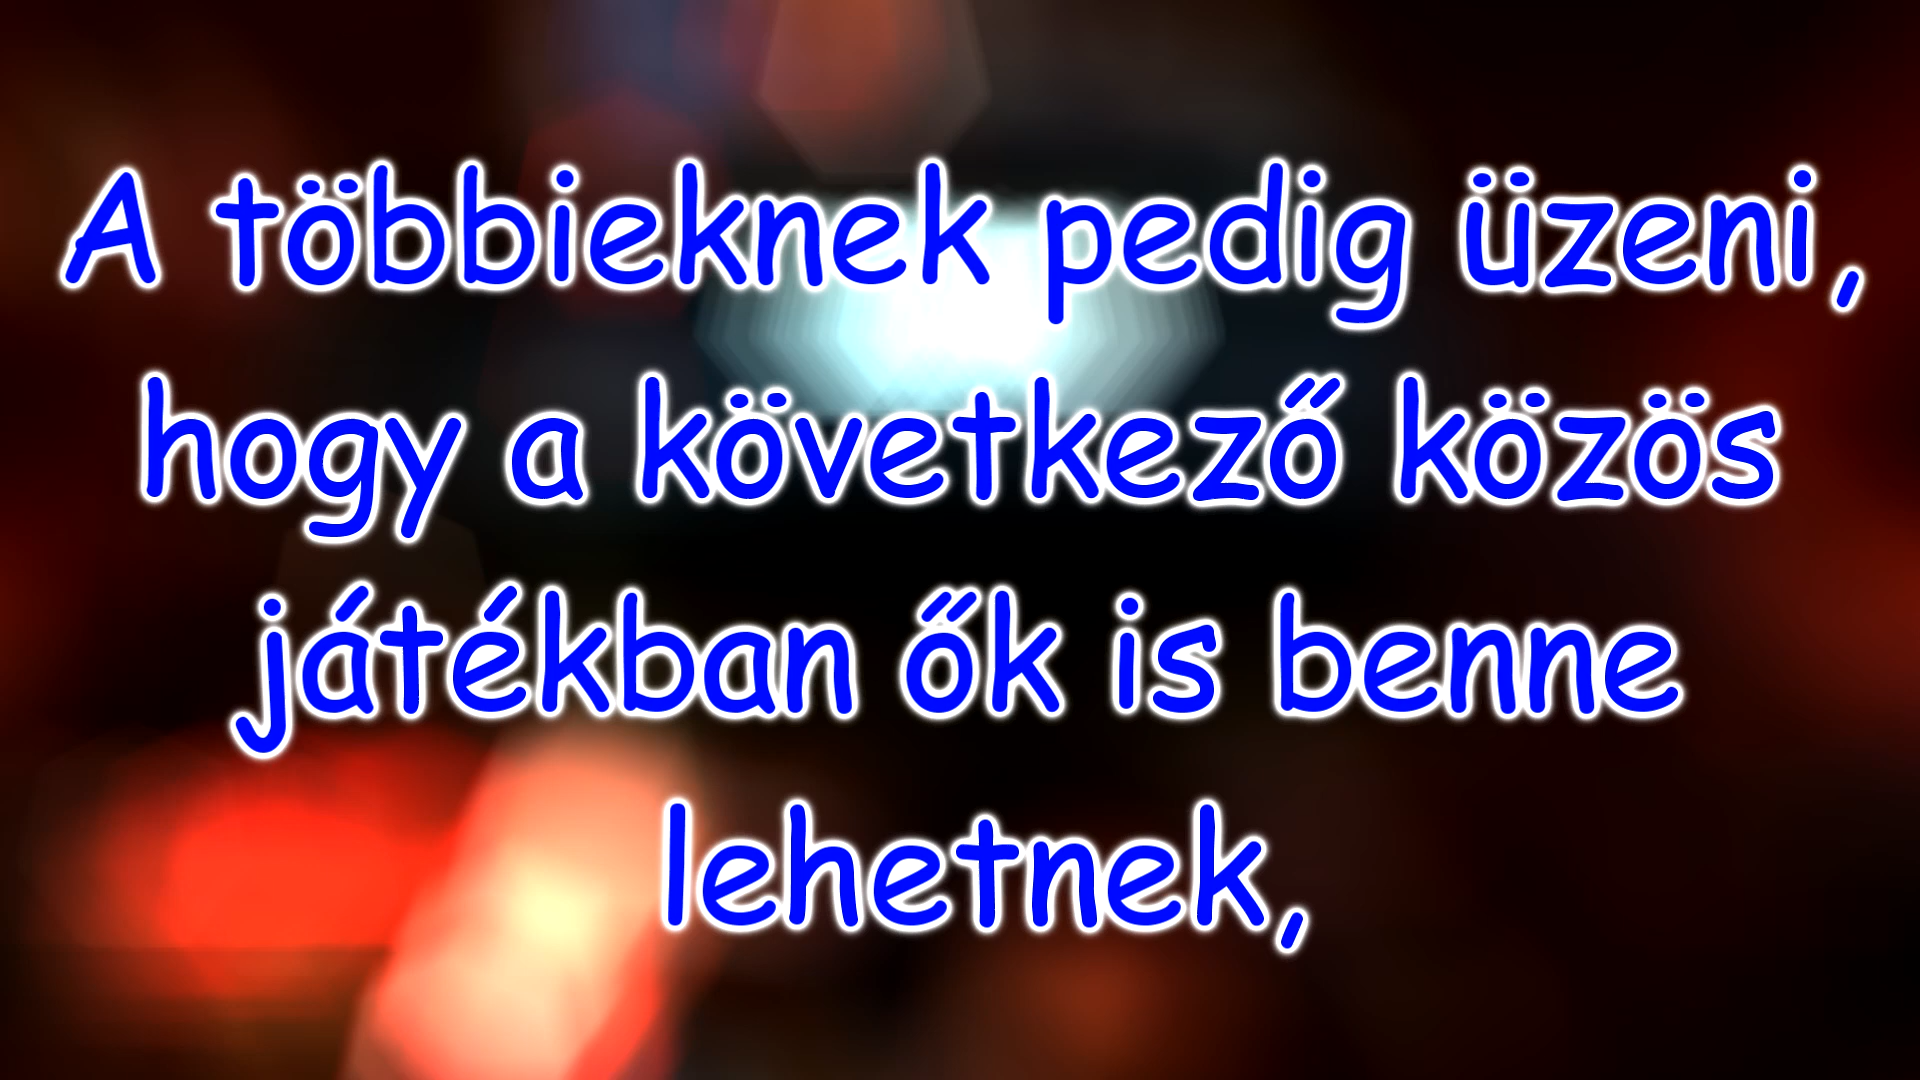 A többieknek pedig üzeni,
hogy a következő közös
játékban ők is benne
lehetnek,